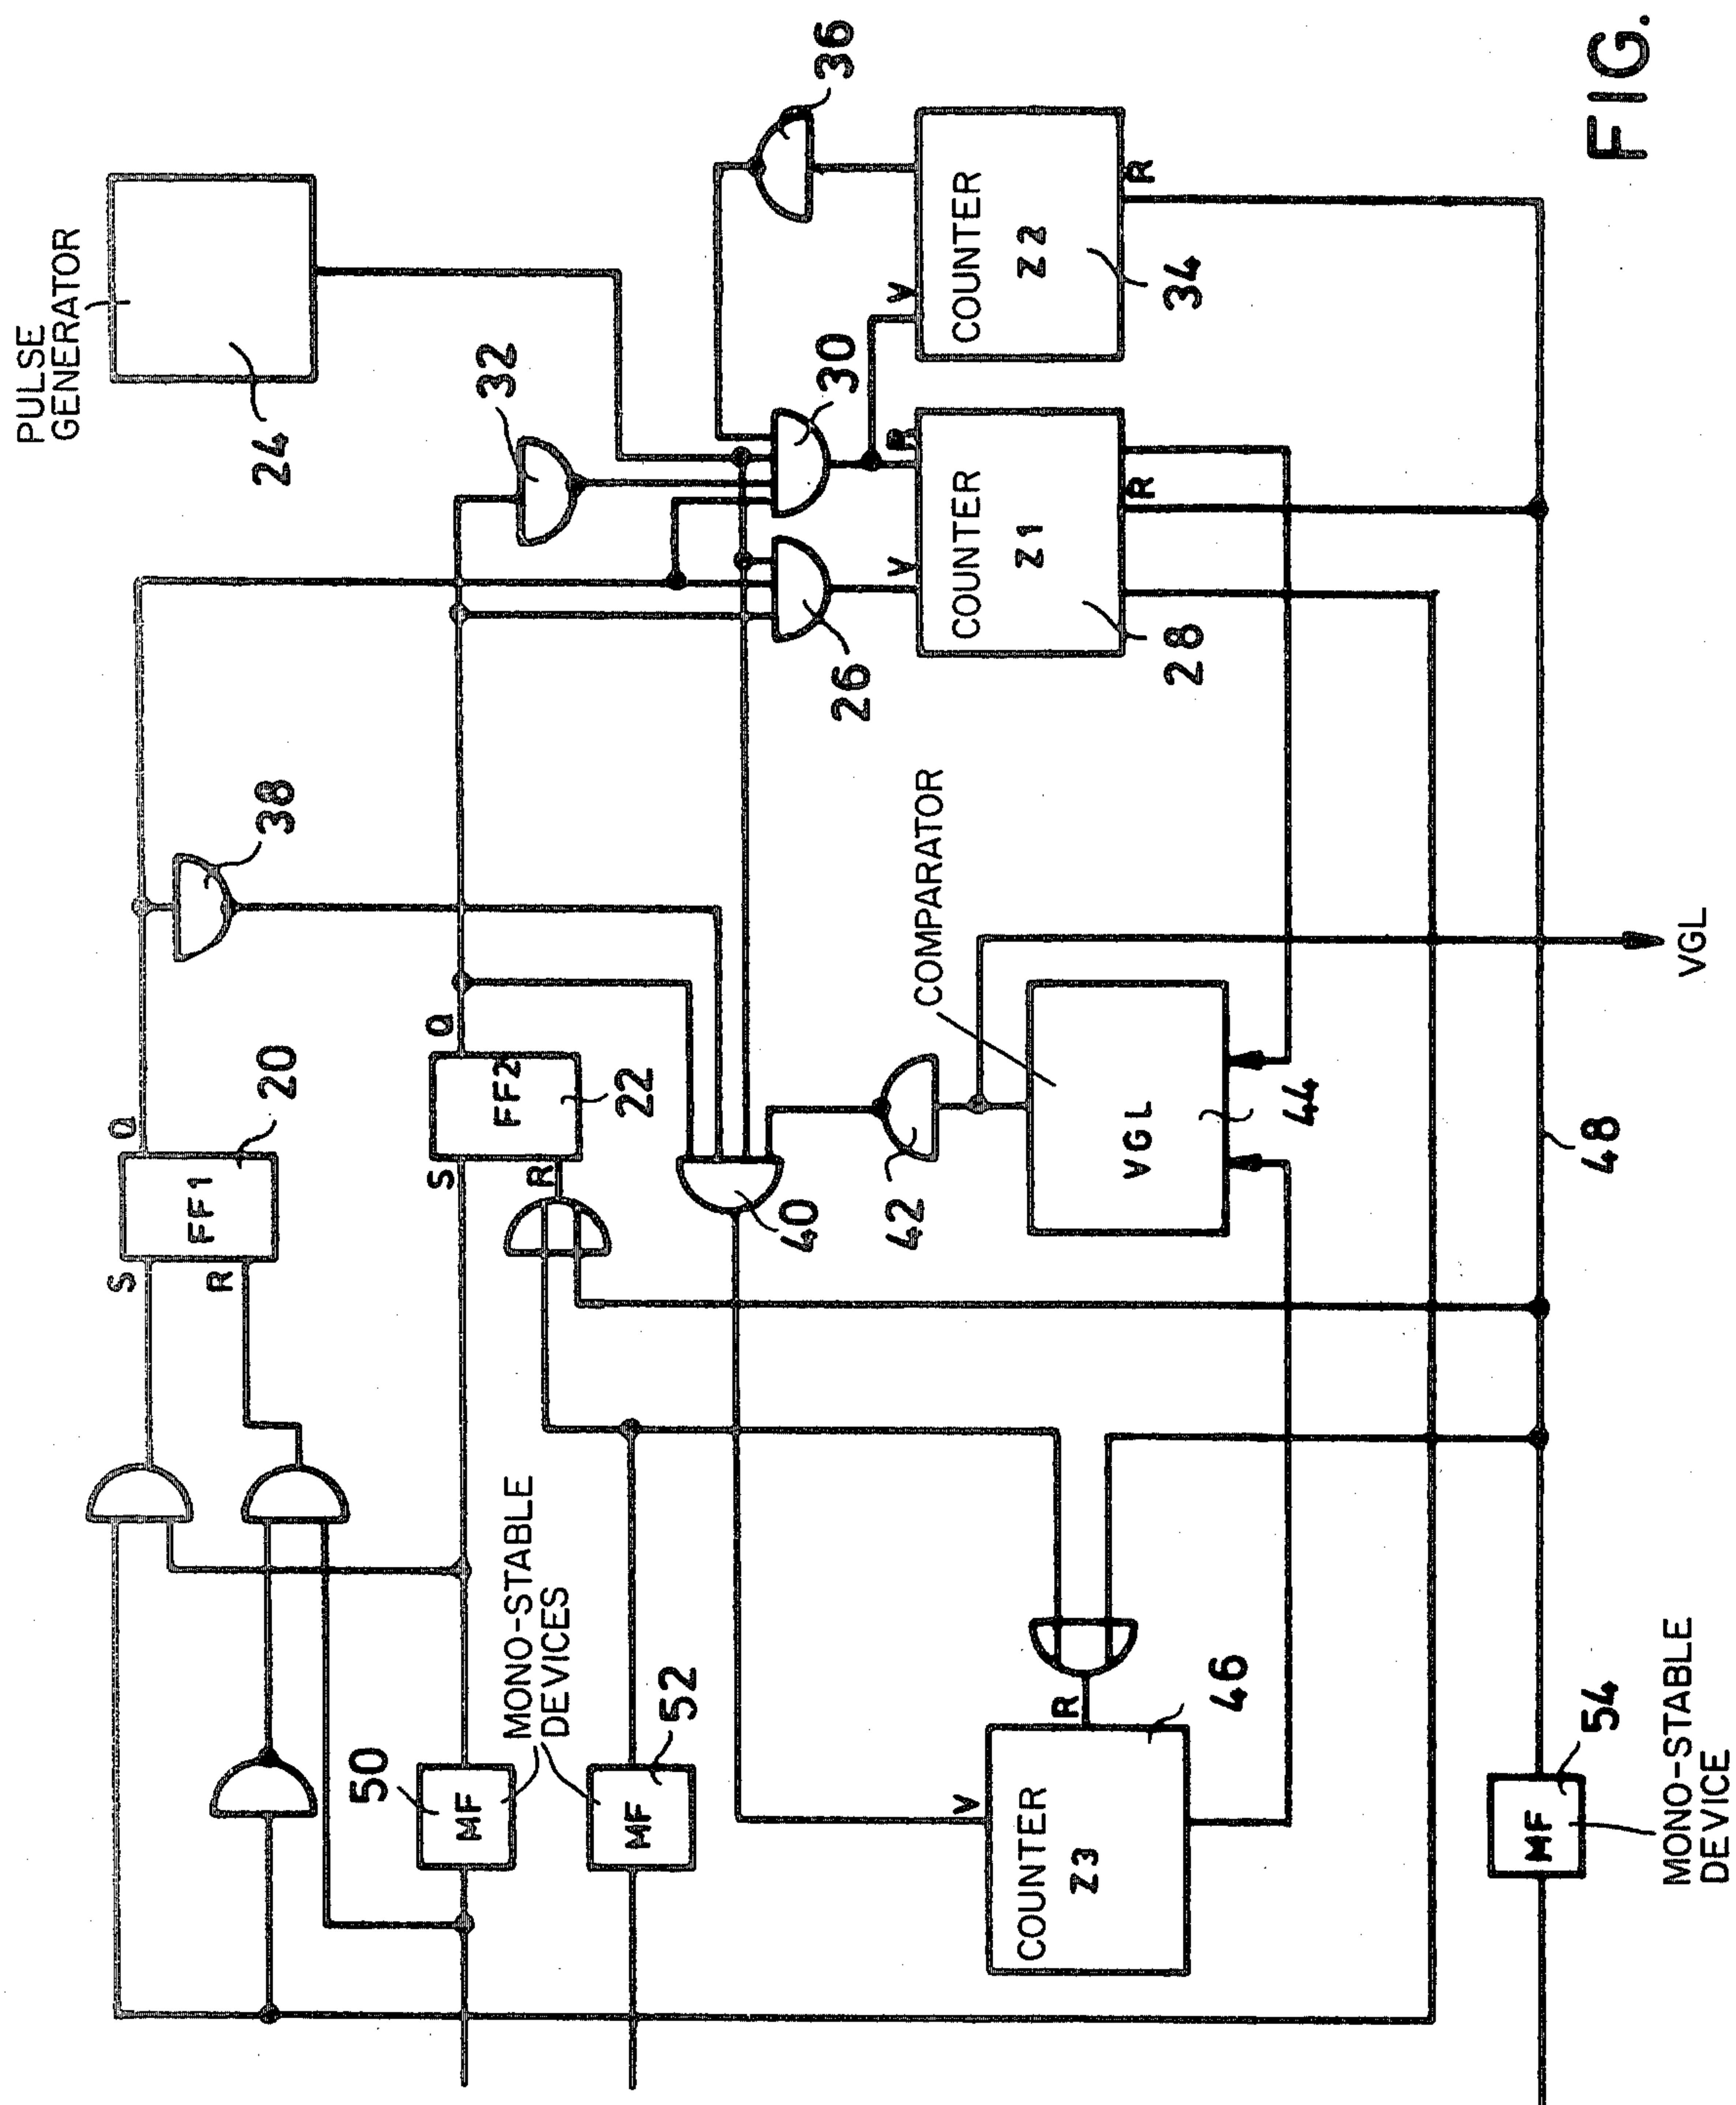 PULSE
GENERATOR
24
32
36
30
26
COUNTER
Z2
V
R
34
COUNTER
Z1
V
R
R
28
38
Q
FF1
S
R
20
Q
FF2
S
R
22
40
42
COMPARATOR
VGL
44
VGL
48
MONO-STABLE
DEVICES
50
MF
52
MF
COUNTER
Z3
V
R
46
54
MF
MONO-STABLE
DEVICE
FIG.